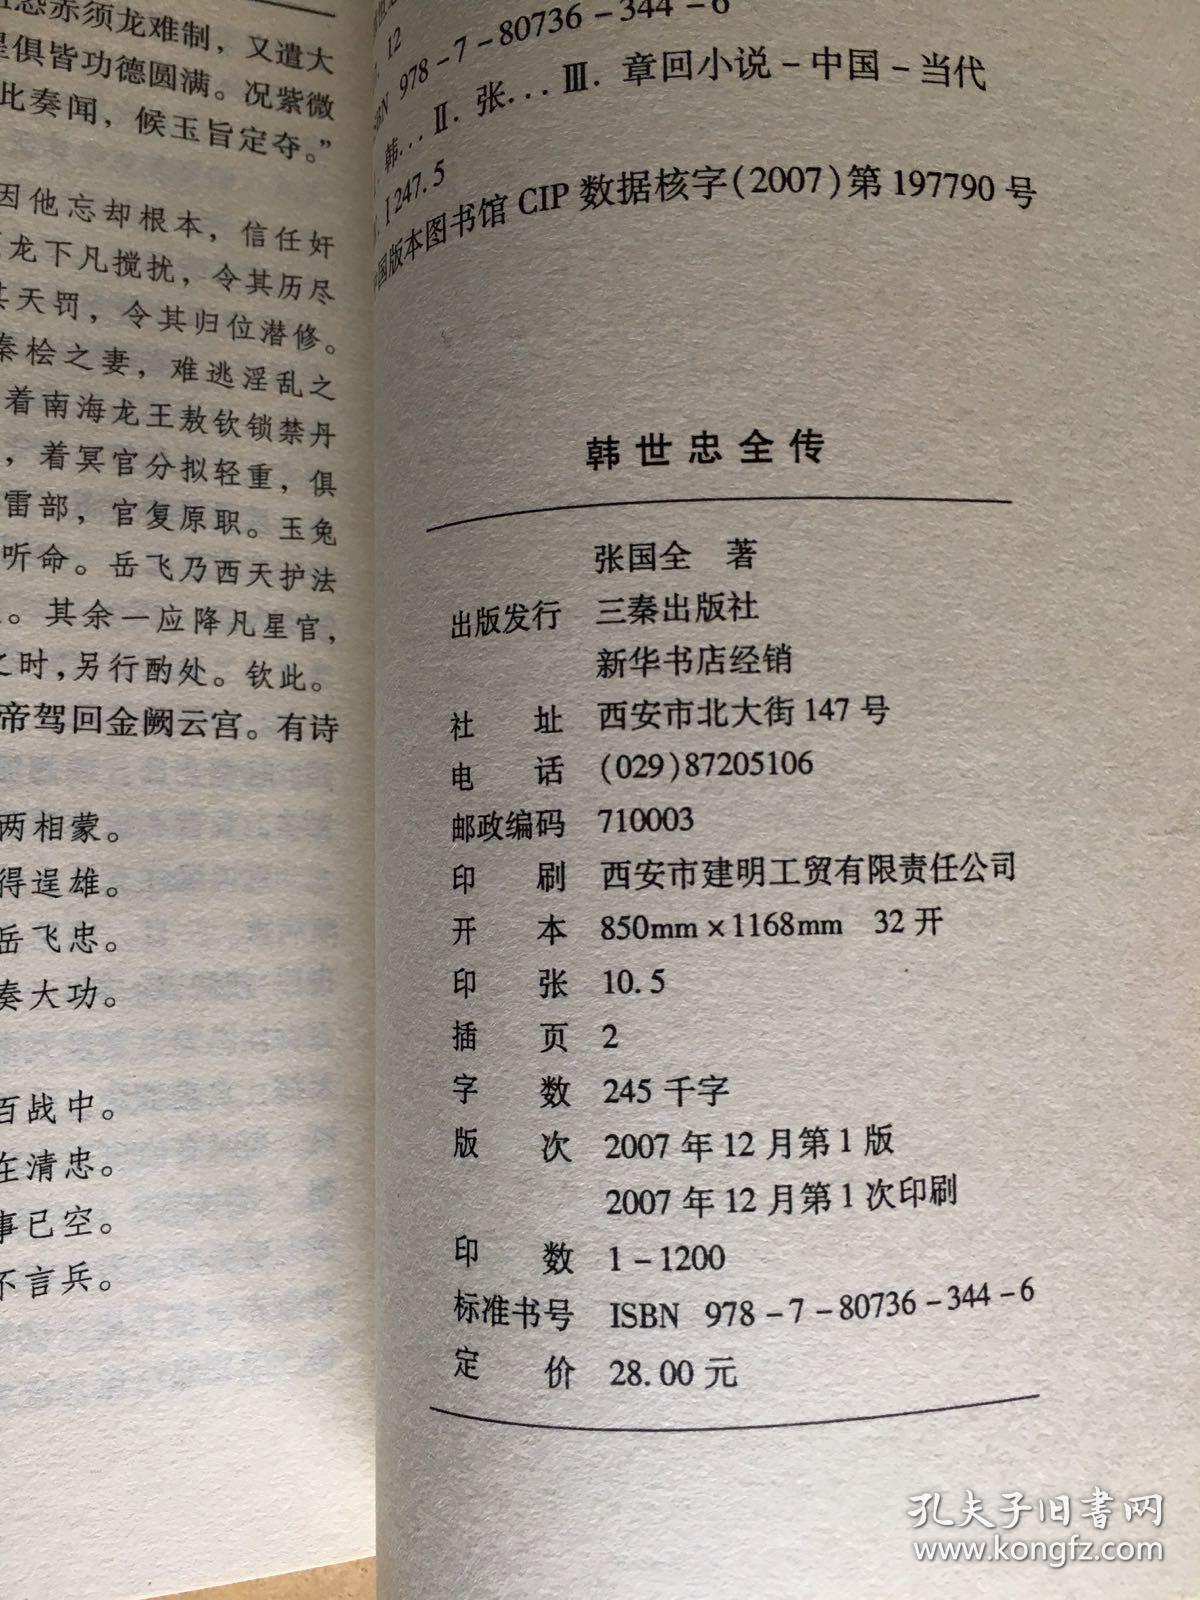 怨赤须龙难制，又遣大
俱皆功德圆满。况紫微
此奏闻，候玉旨定夺。”
因他忘却根本，信任奸
龙下凡搅扰，令其历尽
其天罚，令其归位潜修。
秦桧之妻，难逃淫乱之
着南海龙王敖钦锁禁丹
，着冥官分拟轻重，俱
雷部，官复原职。玉兔
听命。岳飞乃西天护法
。其余一应降凡星官，
之时，另行酌处。钦此。
帝驾回金阙云宫。有诗
两相蒙。
得逞雄。
岳飞忠。
奏大功。
百战中。
在清忠。
事已空。
不言兵。
12
ISBN 978-7-80736-344-6
韩... Ⅱ. 张... Ⅲ. 章回小说-中国-当代
I247.5
中国版本图书馆 CIP 数据核字(2007)第 197790 号
韩世忠全传
张国全 著
出版发行 三秦出版社
新华书店经销
社 址 西安市北大街 147 号
电 话 (029)87205106
邮政编码 710003
印 刷 西安市建明工贸有限责任公司
开 本 850mm×1168mm 32 开
印 张 10.5
插 页 2
字 数 245 千字
版 次 2007 年 12 月第 1 版
2007 年 12 月第 1 次印刷
印 数 1-1200
标准书号 ISBN 978-7-80736-344-6
定 价 28.00 元
孔夫子旧书网
www.kongfz.com